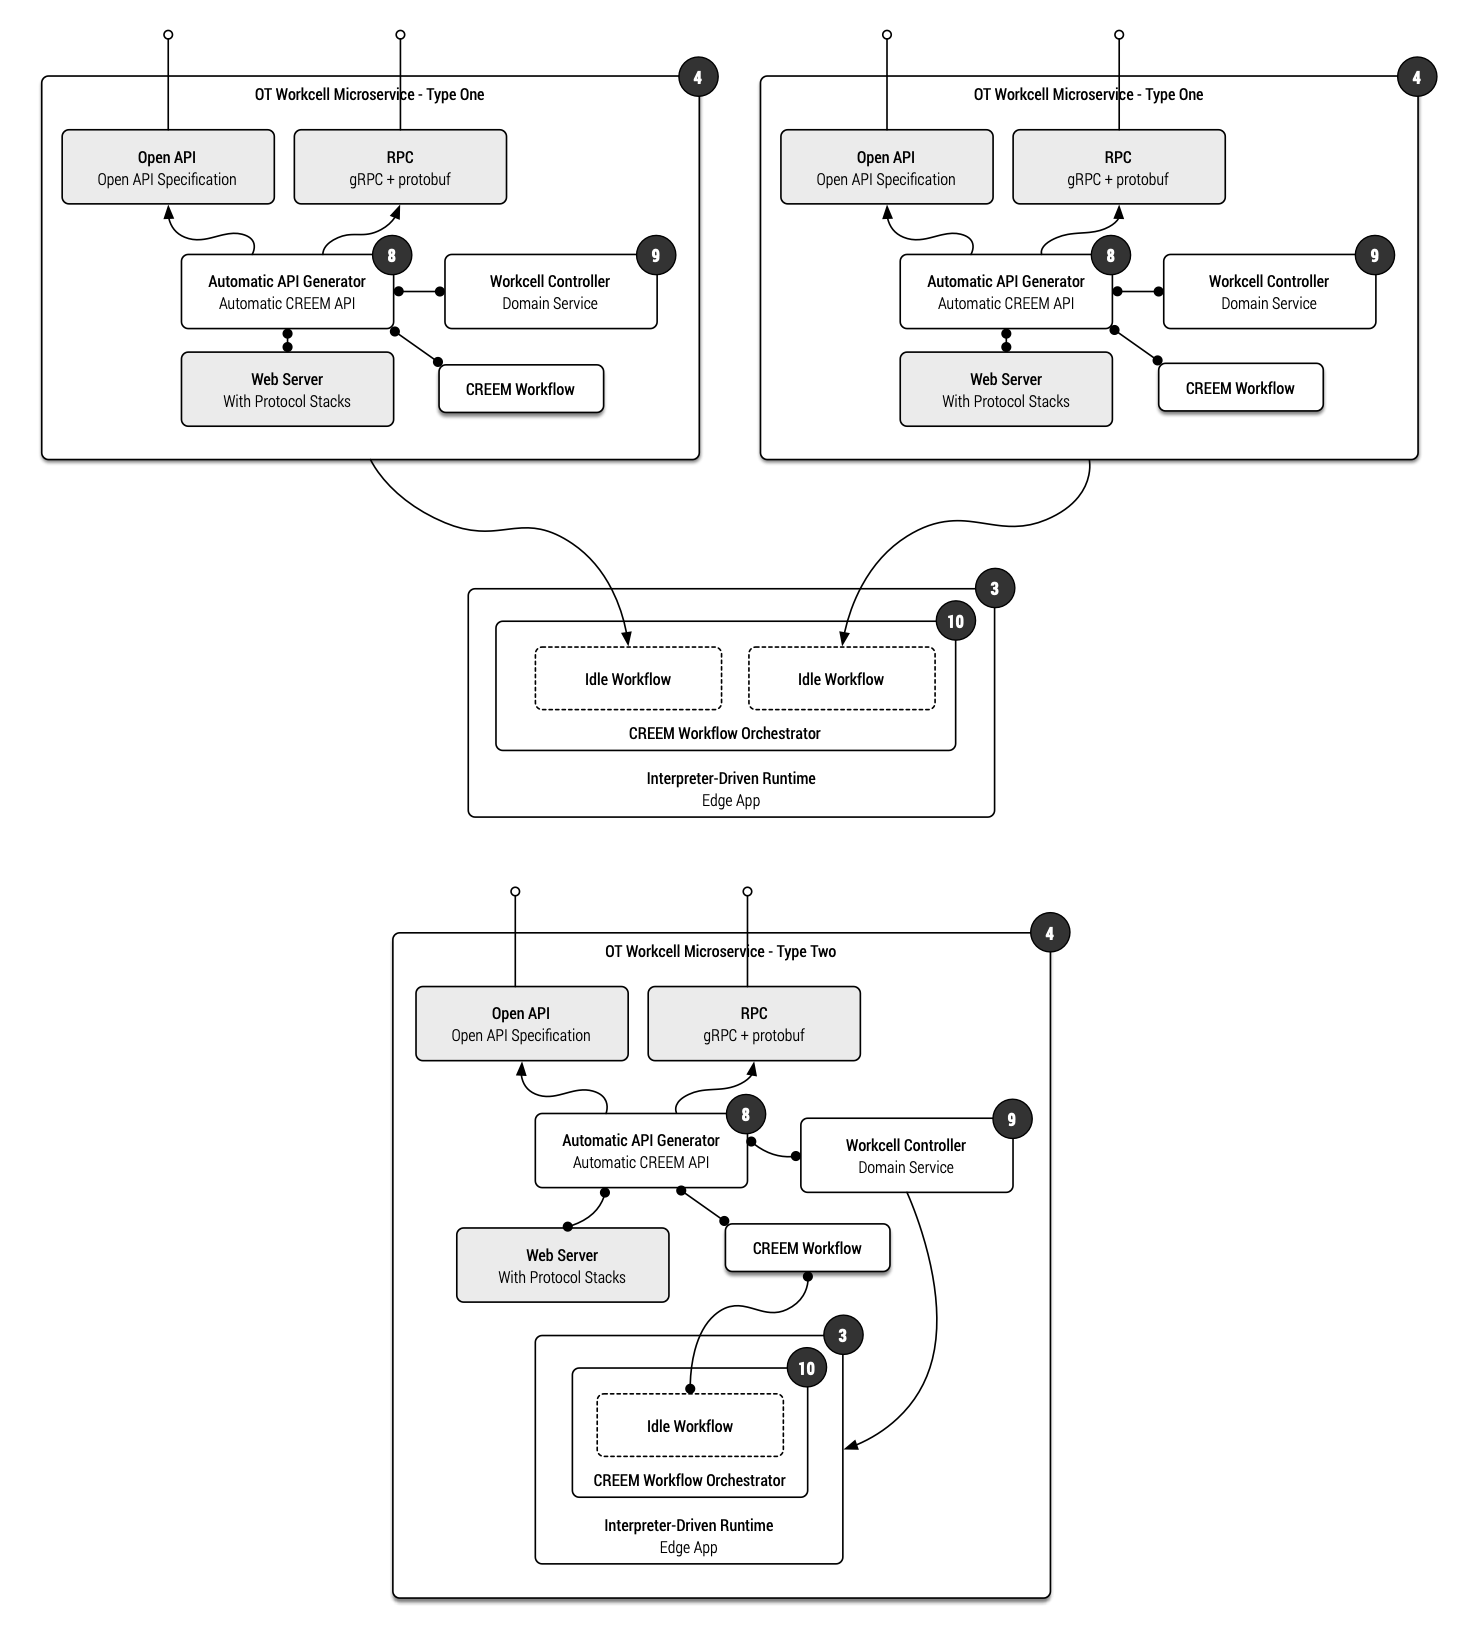 4
OT Workcell Microservice - Type One
Open API
Open API Specification
RPC
gRPC + protobuf
8
Automatic API Generator
Automatic CREEM API
9
Workcell Controller
Domain Service
Web Server
With Protocol Stacks
CREEM Workflow
4
OT Workcell Microservice - Type One
Open API
Open API Specification
RPC
gRPC + protobuf
8
Automatic API Generator
Automatic CREEM API
9
Workcell Controller
Domain Service
Web Server
With Protocol Stacks
CREEM Workflow
3
10
Idle Workflow
Idle Workflow
CREEM Workflow Orchestrator
Interpreter-Driven Runtime
Edge App
4
OT Workcell Microservice - Type Two
Open API
Open API Specification
RPC
gRPC + protobuf
8
Automatic API Generator
Automatic CREEM API
9
Workcell Controller
Domain Service
Web Server
With Protocol Stacks
CREEM Workflow
3
10
Idle Workflow
CREEM Workflow Orchestrator
Interpreter-Driven Runtime
Edge App